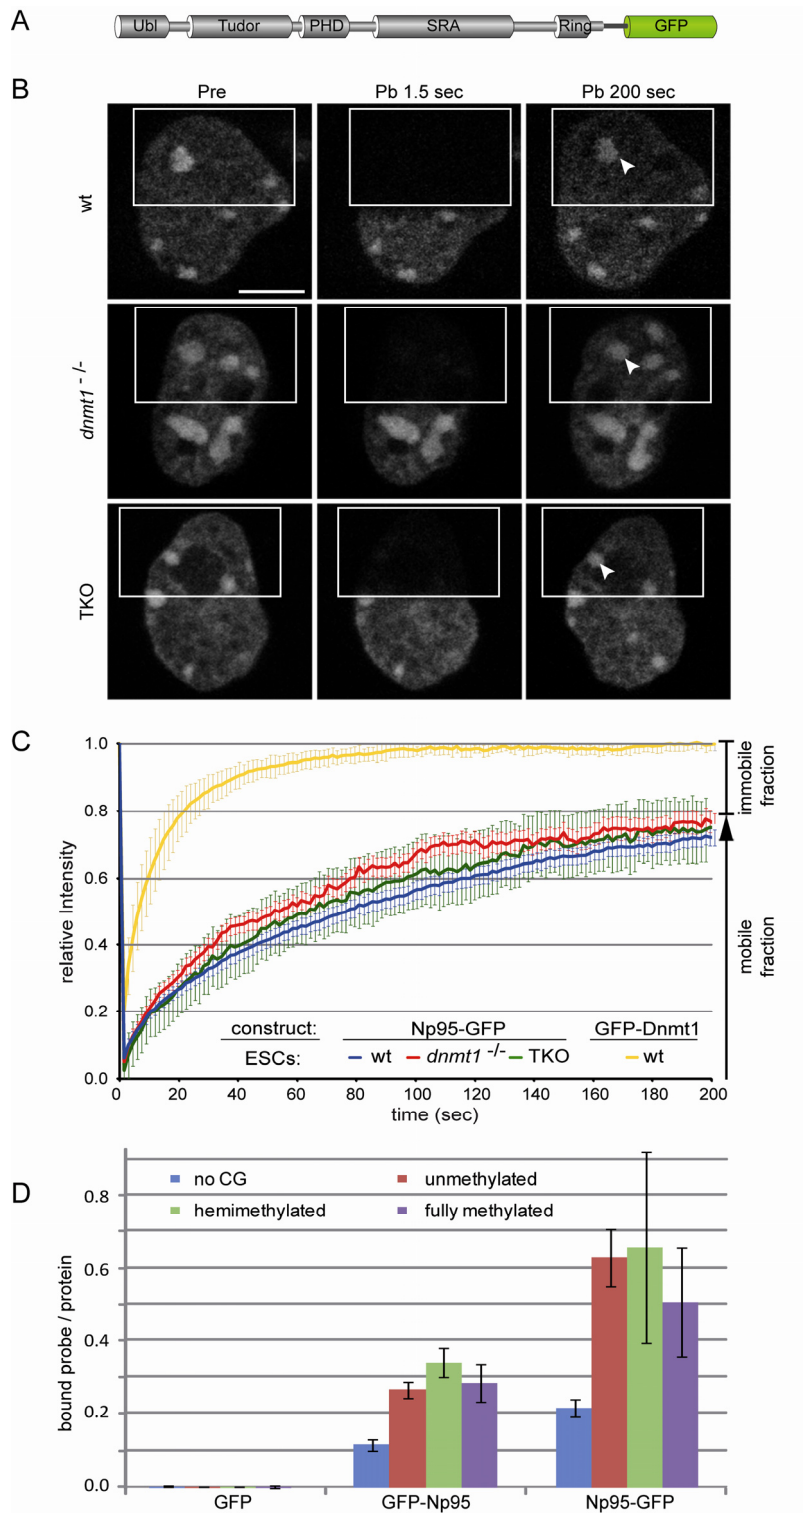 A
Ubl Tudor PHD SRA Ring GFP
B
Pre Pb 1.5 sec Pb 200 sec
wt
dnmt1 -/-
TKO
C
relative Intensity
1.0
0.8
0.6
0.4
0.2
0.0
0 20 40 60 80 100 120 140 160 180 200
time (sec)
construct: Np95-GFP GFP-Dnmt1
ESCs: wt dnmt1 -/- TKO wt
immobile fraction
mobile fraction
D
no CG unmethylated
hemimethylated fully methylated
bound probe / protein
0.8
0.6
0.4
0.2
0.0
GFP GFP-Np95 Np95-GFP